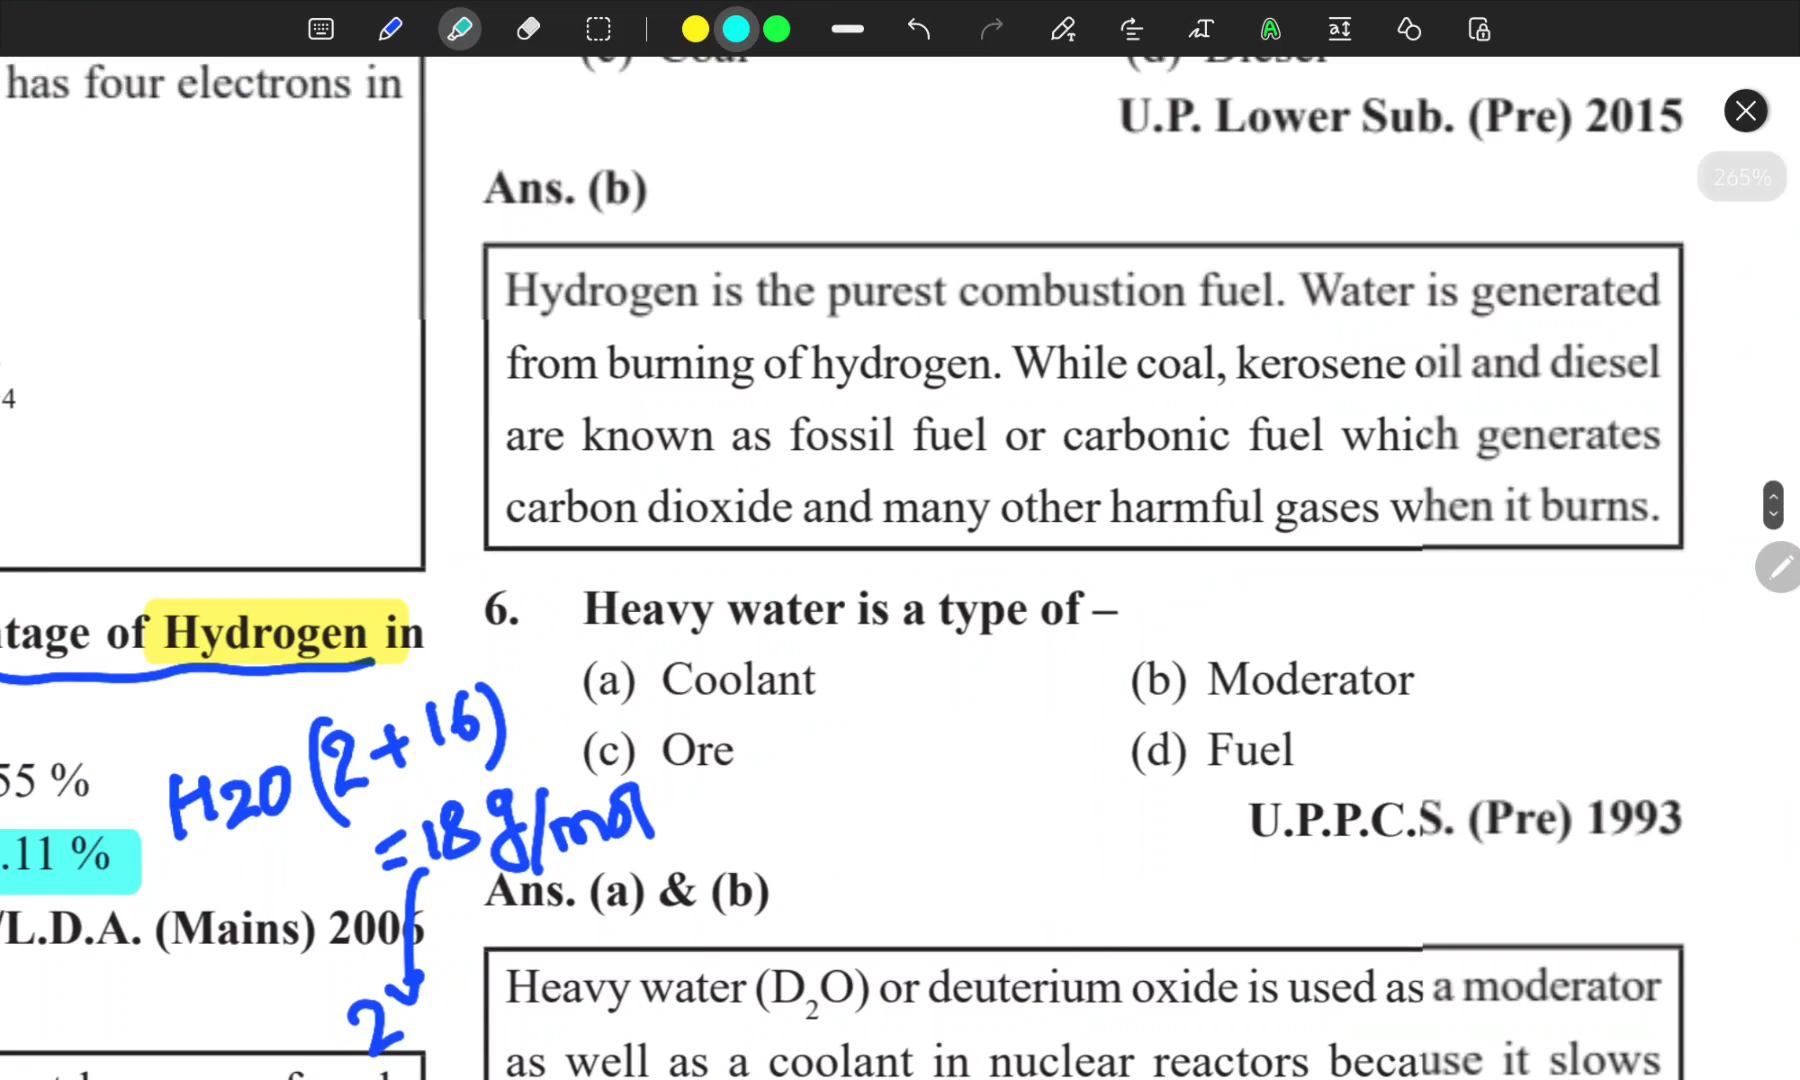 has four electrons in
4
tage of Hydrogen in
55 %
.11 %
/L.D.A. (Mains) 2006
H20 (2+16)
=18g/mol
2
U.P. Lower Sub. (Pre) 2015
Ans. (b)
Hydrogen is the purest combustion fuel. Water is generated
from burning of hydrogen. While coal, kerosene oil and diesel
are known as fossil fuel or carbonic fuel which generates
carbon dioxide and many other harmful gases when it burns.
6. Heavy water is a type of –
(a) Coolant (b) Moderator
(c) Ore (d) Fuel
U.P.P.C.S. (Pre) 1993
Ans. (a) & (b)
Heavy water (D₂O) or deuterium oxide is used as a moderator
as well as a coolant in nuclear reactors because it slows
265%